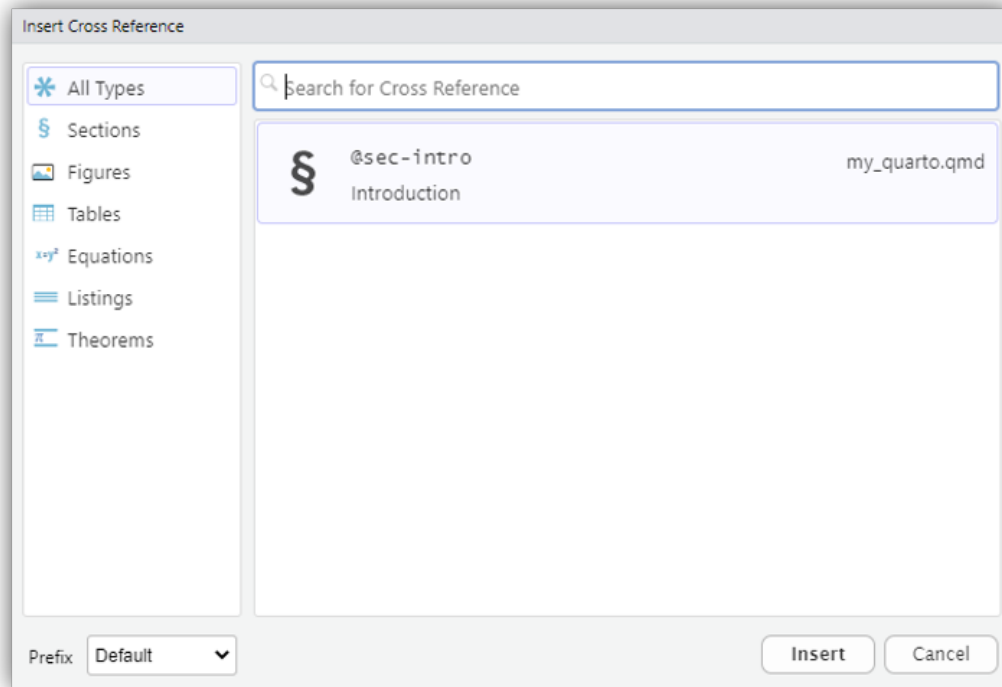 Insert Cross Reference
All Types
Sections
Figures
Tables
Equations
Listings
Theorems
Search for Cross Reference
@sec-intro
my_quarto.qmd
Introduction
Prefix
Default
Insert
Cancel